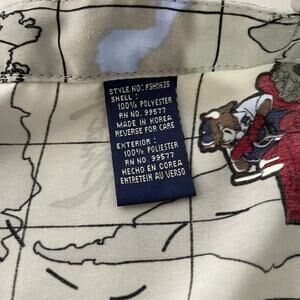 STYLE NO: PSM1635
SHELL:
100% POLYESTER
RN NO. 99577
MADE IN KOREA
REVERSE FOR CARE
EXTERIOR:
100% POLIESTER
RN NO. 99577
HECHO EN COREA
ENTRETEIN AU VERSO